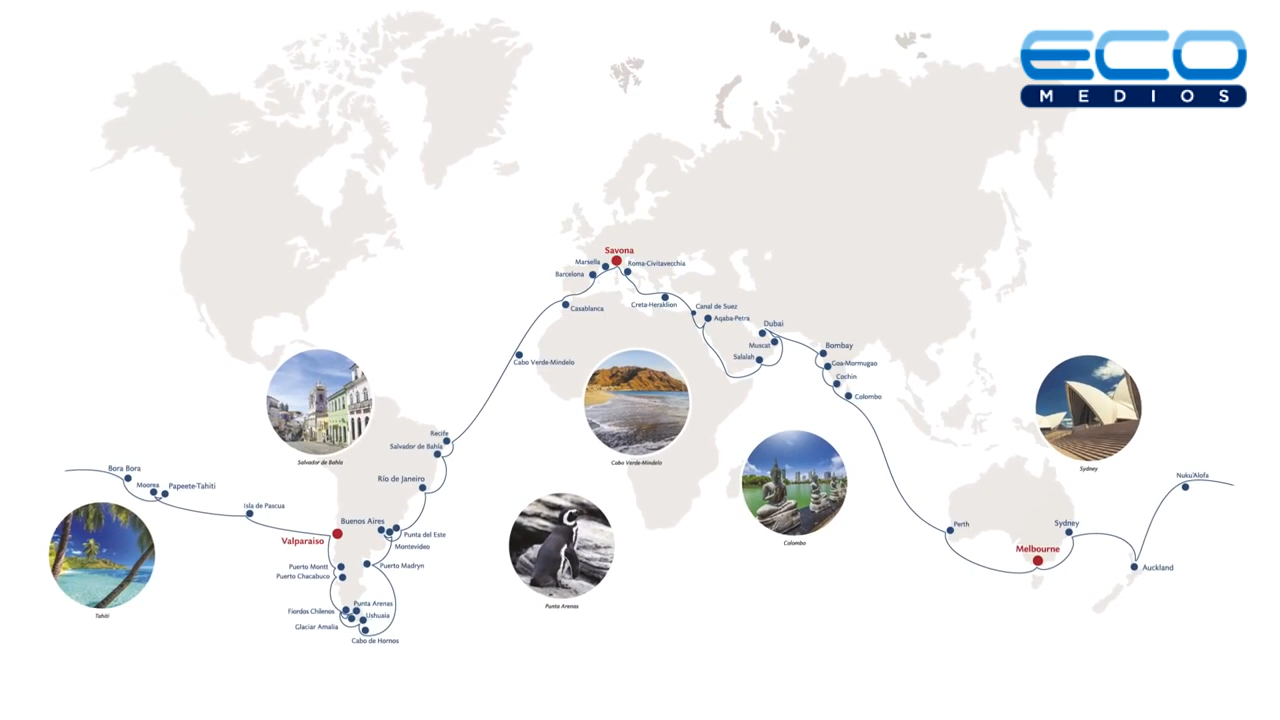 ECO
MEDIOS
Savona
Marsella
Roma-Civitavecchia
Barcelona
Creta-Heraklion
Canal de Suez
Casablanca
Aqaba-Petra
Dubai
Muscat
Bombay
Salalah
Goa-Mormugao
Cabo Verde-Mindelo
Cochin
Colombo
Recife
Salvador de Bahía
Salvador de Bahía
Cabo Verde-Mindelo
Sydney
Bora Bora
Moorea
Papeete-Tahiti
Río de Janeiro
Nuku'Alofa
Isla de Pascua
Buenos Aires
Perth
Sydney
Punta del Este
Valparaíso
Montevideo
Colombo
Melbourne
Puerto Montt
Puerto Madryn
Auckland
Puerto Chacabuco
Punta Arenas
Punta Arenas
Fiordos Chilenos
Ushuaia
Tahití
Glaciar Amalia
Cabo de Hornos